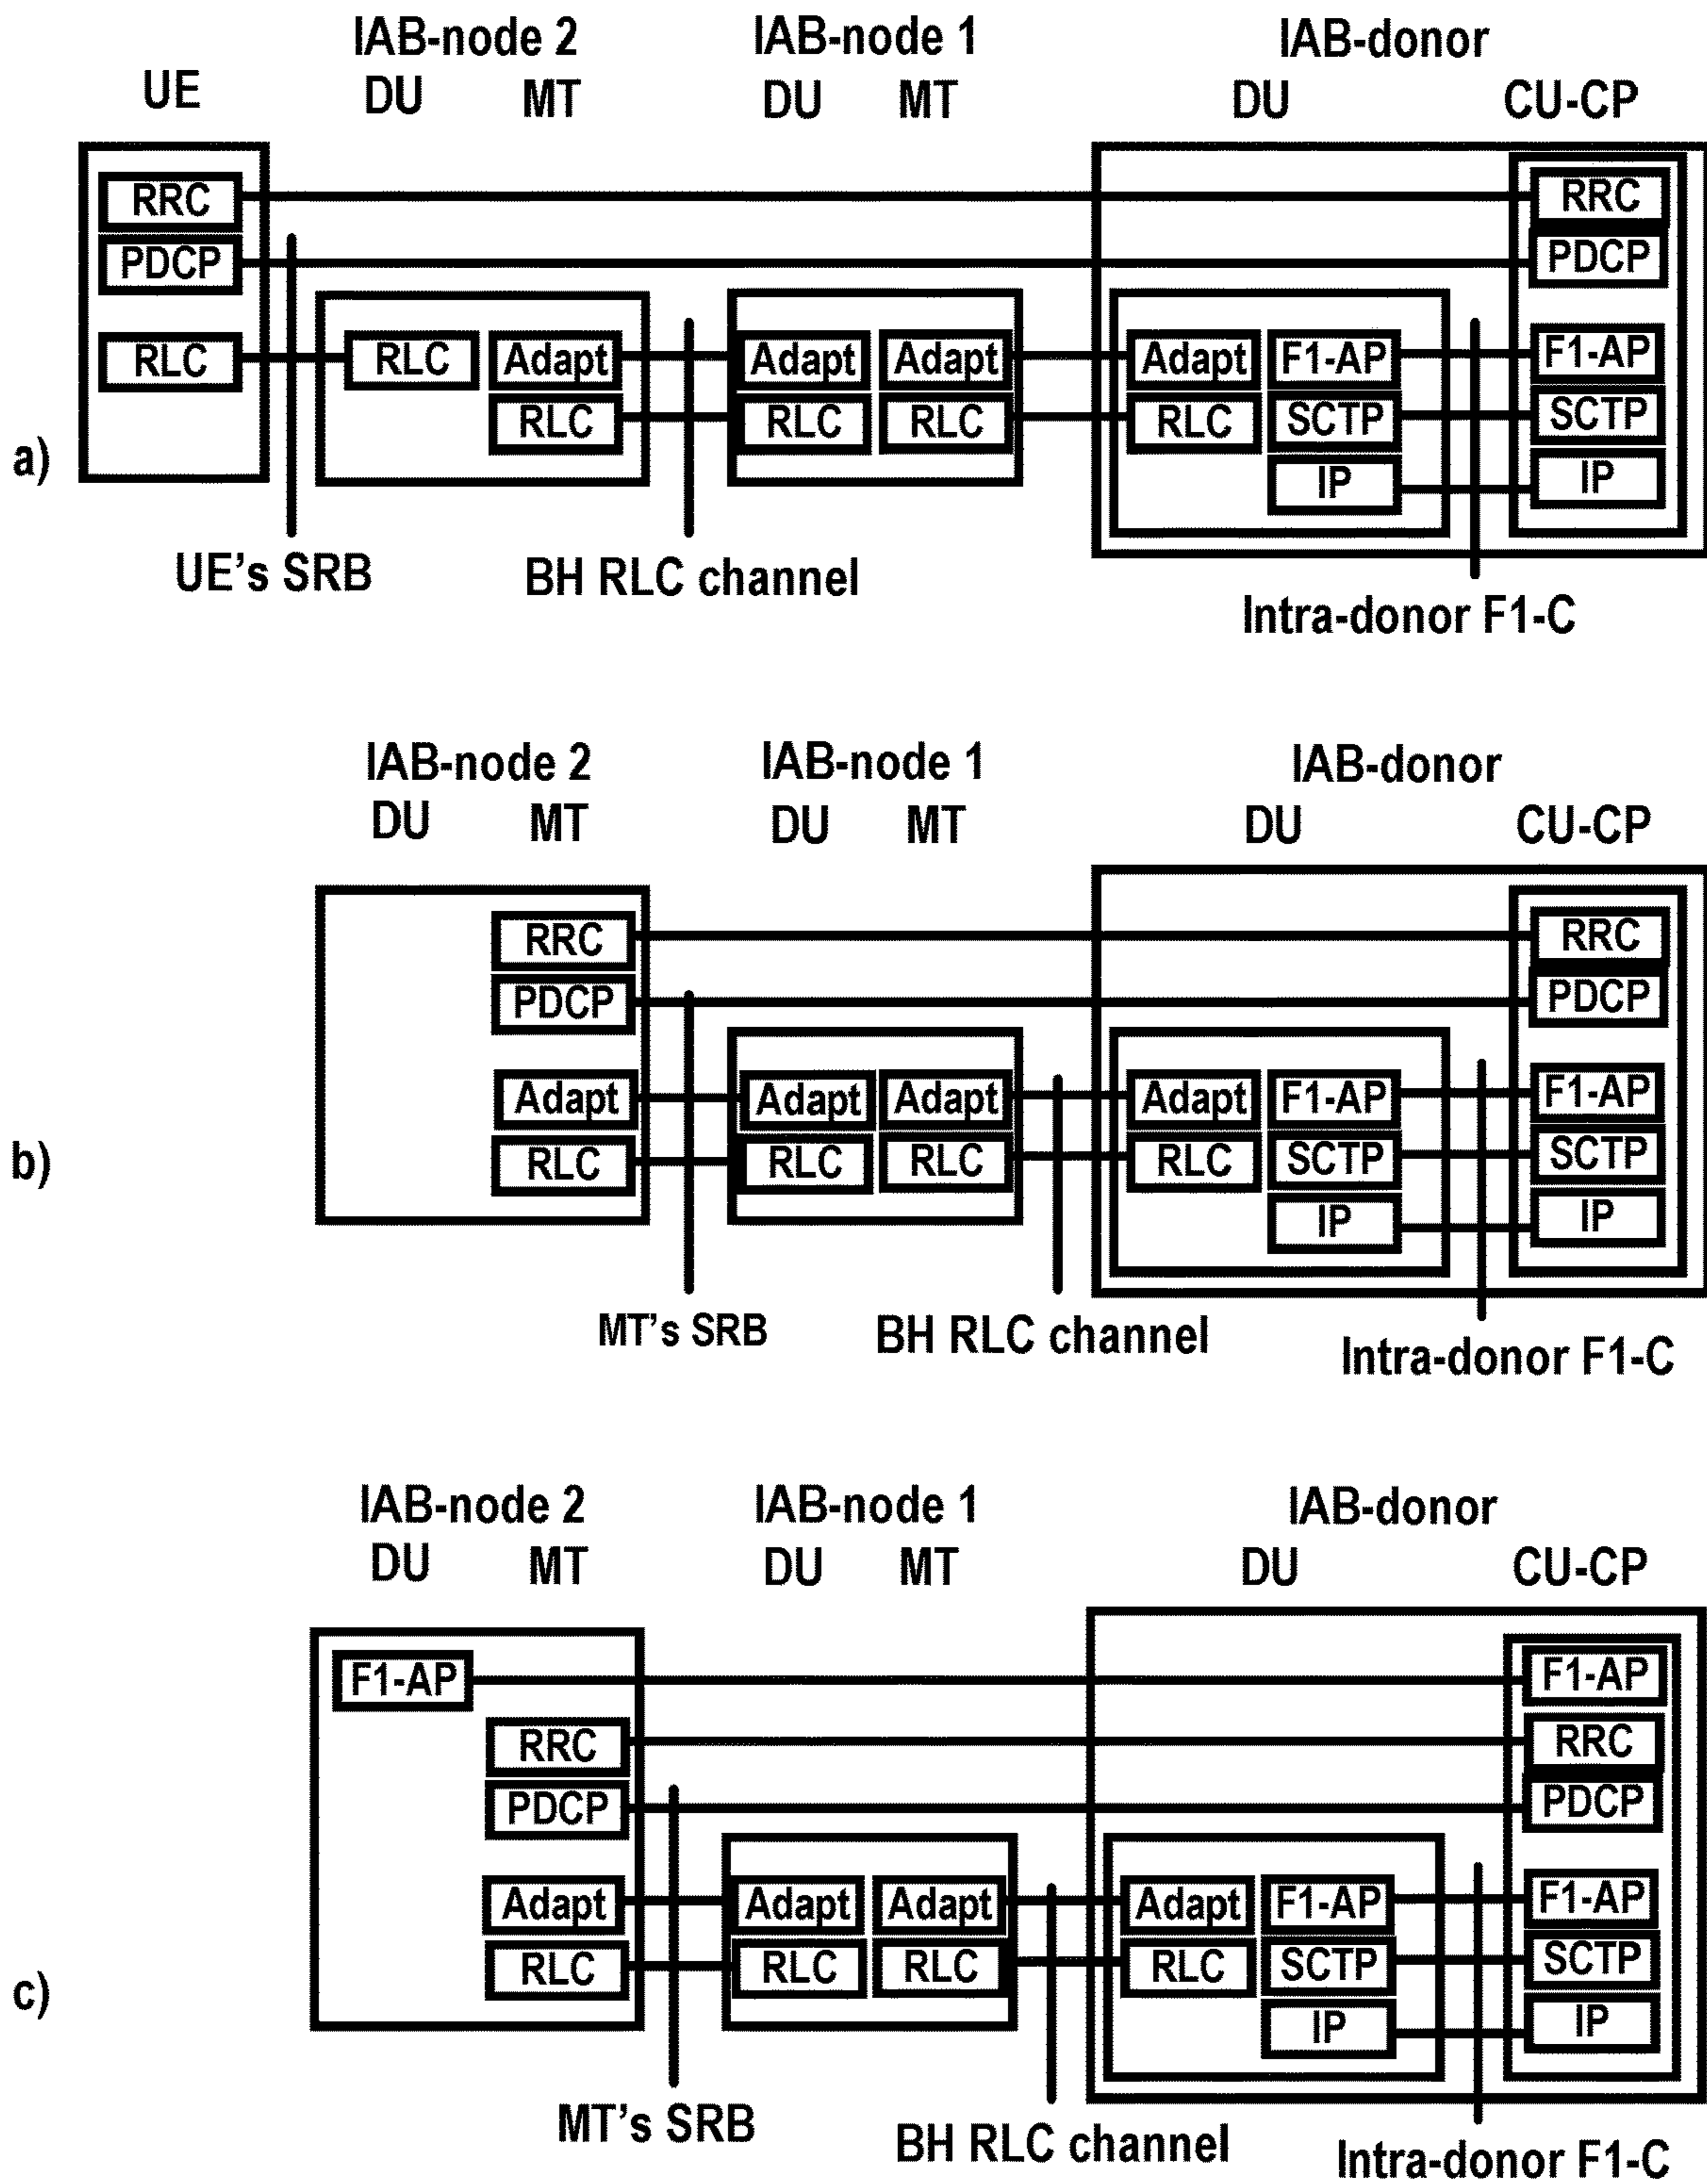 IAB-node 2 IAB-node 1 IAB-donor
UE DU MT DU MT DU CU-CP
RRC RRC
PDCP PDCP
RLC RLC Adapt Adapt Adapt Adapt F1-AP F1-AP
RLC RLC RLC RLC SCTP SCTP
a) IP IP
UE's SRB BH RLC channel
Intra-donor F1-C
IAB-node 2 IAB-node 1 IAB-donor
DU MT DU MT DU CU-CP
RRC RRC
PDCP PDCP
Adapt Adapt Adapt Adapt F1-AP F1-AP
b) RLC RLC RLC RLC SCTP SCTP
IP IP
MT's SRB BH RLC channel
Intra-donor F1-C
IAB-node 2 IAB-node 1 IAB-donor
DU MT DU MT DU CU-CP
F1-AP F1-AP
RRC RRC
PDCP PDCP
Adapt Adapt Adapt Adapt F1-AP F1-AP
c) RLC RLC RLC RLC SCTP SCTP
IP IP
MT's SRB BH RLC channel
Intra-donor F1-C